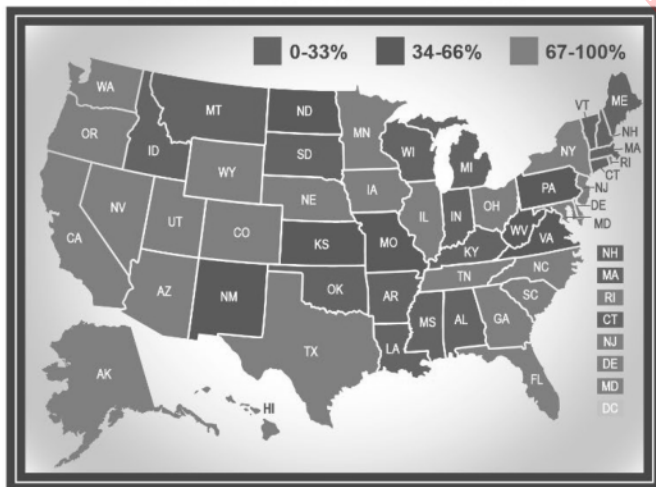 0-33% 34-66% 67-100%
WA
MT
ND
MN
ME
VT
OR
ID
SD
WI
MI
NY
NH
MA
RI
CT
WY
IA
PA
NJ
NE
IL
IN
OH
DE
MD
NV
UT
CO
KS
MO
WV
VA
KY
CA
AZ
NM
OK
AR
TN
NC
SC
MS
AL
GA
TX
LA
FL
AK
HI
NH
MA
RI
CT
NJ
DE
MD
DC